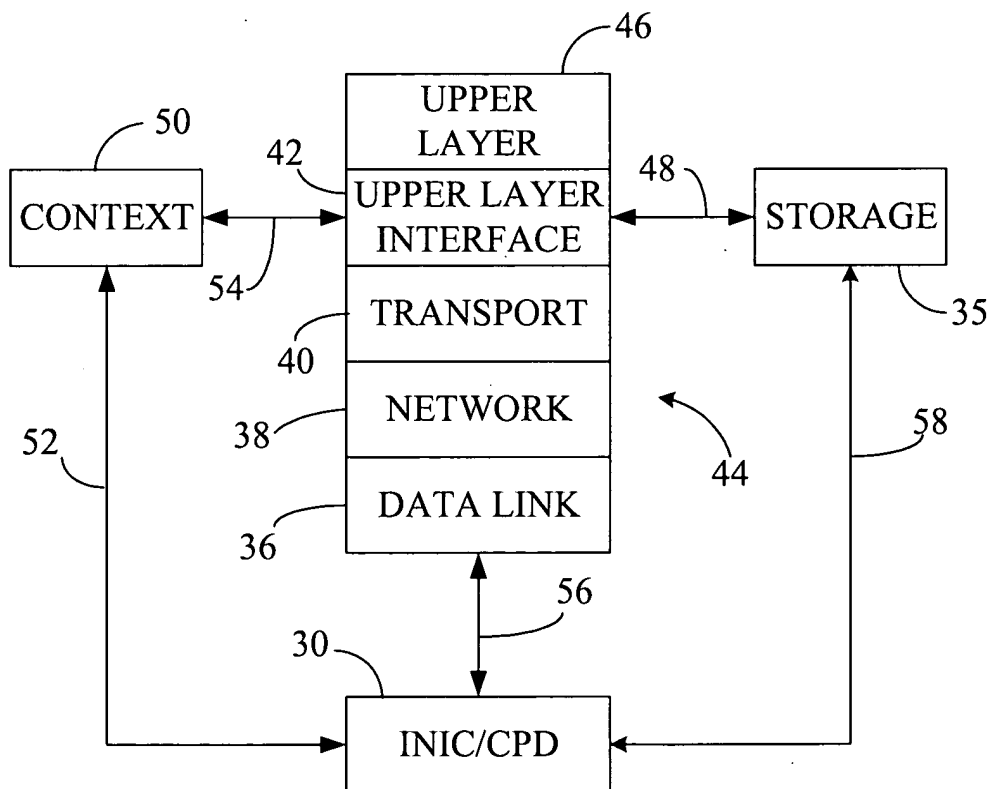 46
UPPER
LAYER
50
42
48
CONTEXT
UPPER LAYER
INTERFACE
STORAGE
54
35
TRANSPORT
40
NETWORK
38
52
44
58
DATA LINK
36
56
30
INIC/CPD